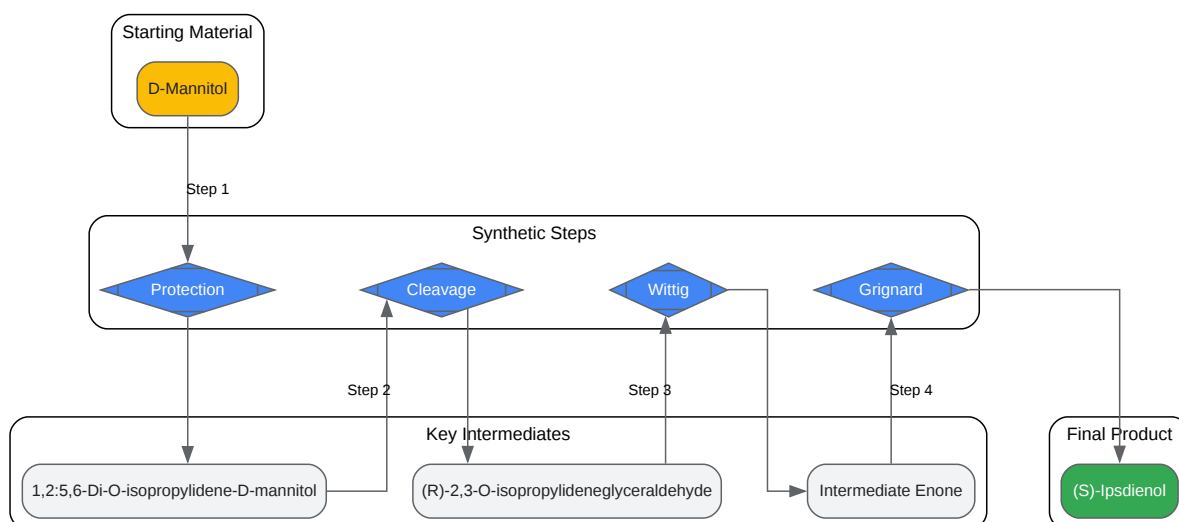 Starting Material
D-Mannitol
Step 1
Synthetic Steps
Protection
Cleavage
Wittig
Grignard
Step 2
Step 3
Step 4
Key Intermediates
Final Product
1,2:5,6-Di-O-isopropylidene-D-mannitol
(R)-2,3-O-isopropylideneglyceraldehyde
Intermediate Enone
(S)-Ipsdienol